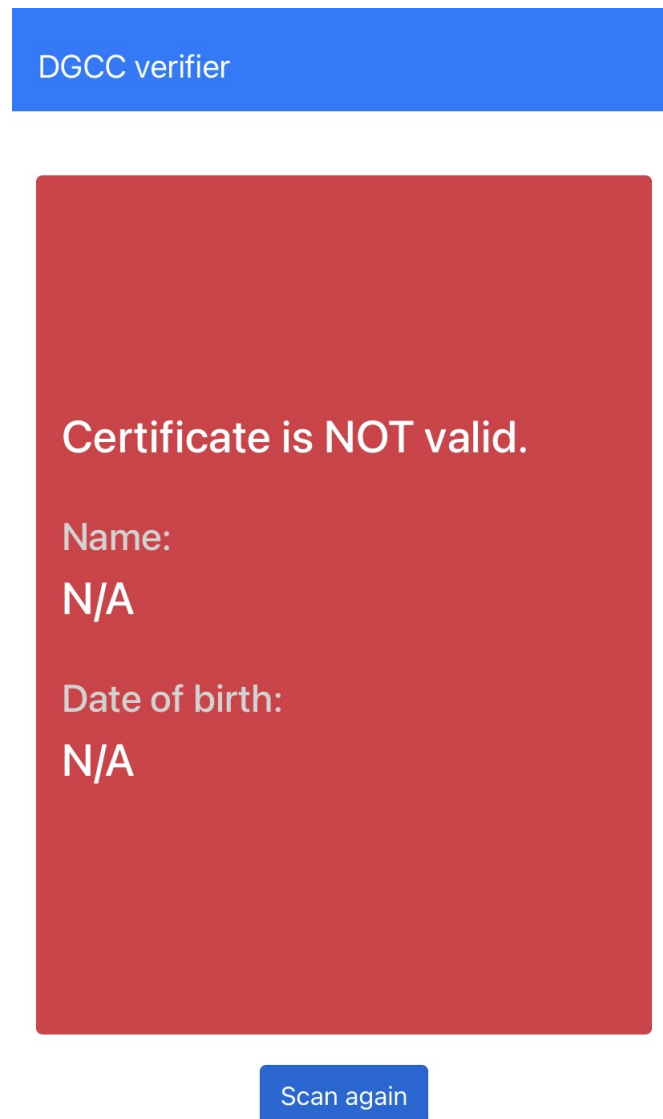 DGCC verifier
Certificate is NOT valid.
Name:
N/A
Date of birth:
N/A
Scan again